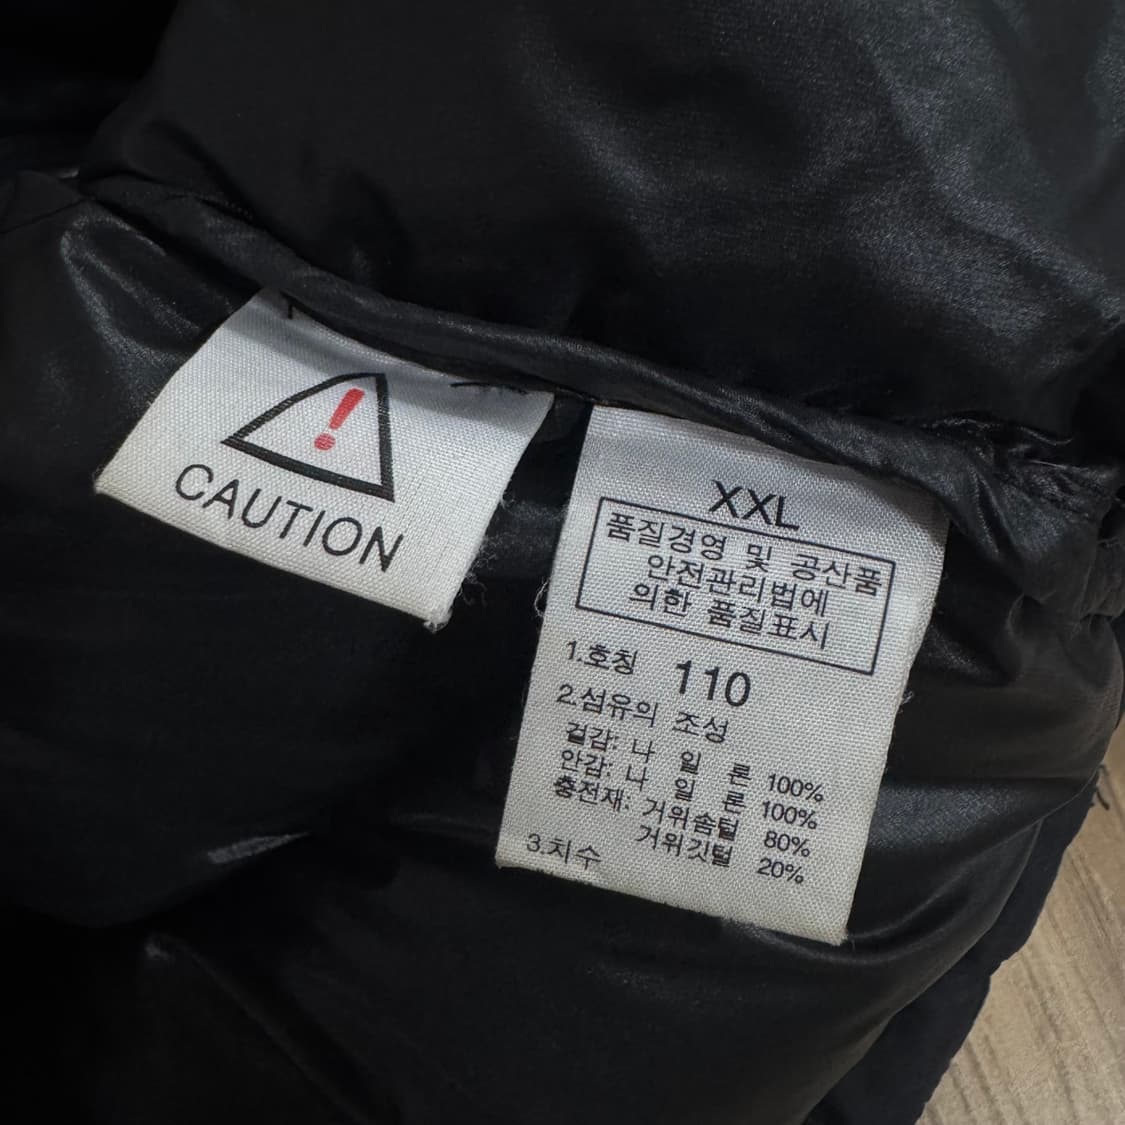 !
CAUTION
XXL
품질경영 및 공산품
안전관리법에
의한 품질표시
1.호칭 110
2.섬유의 조성
겉감: 나 일 론 100%
안감: 나 일 론 100%
충전재: 거위솜털 80%
거위깃털 20%
3.치수